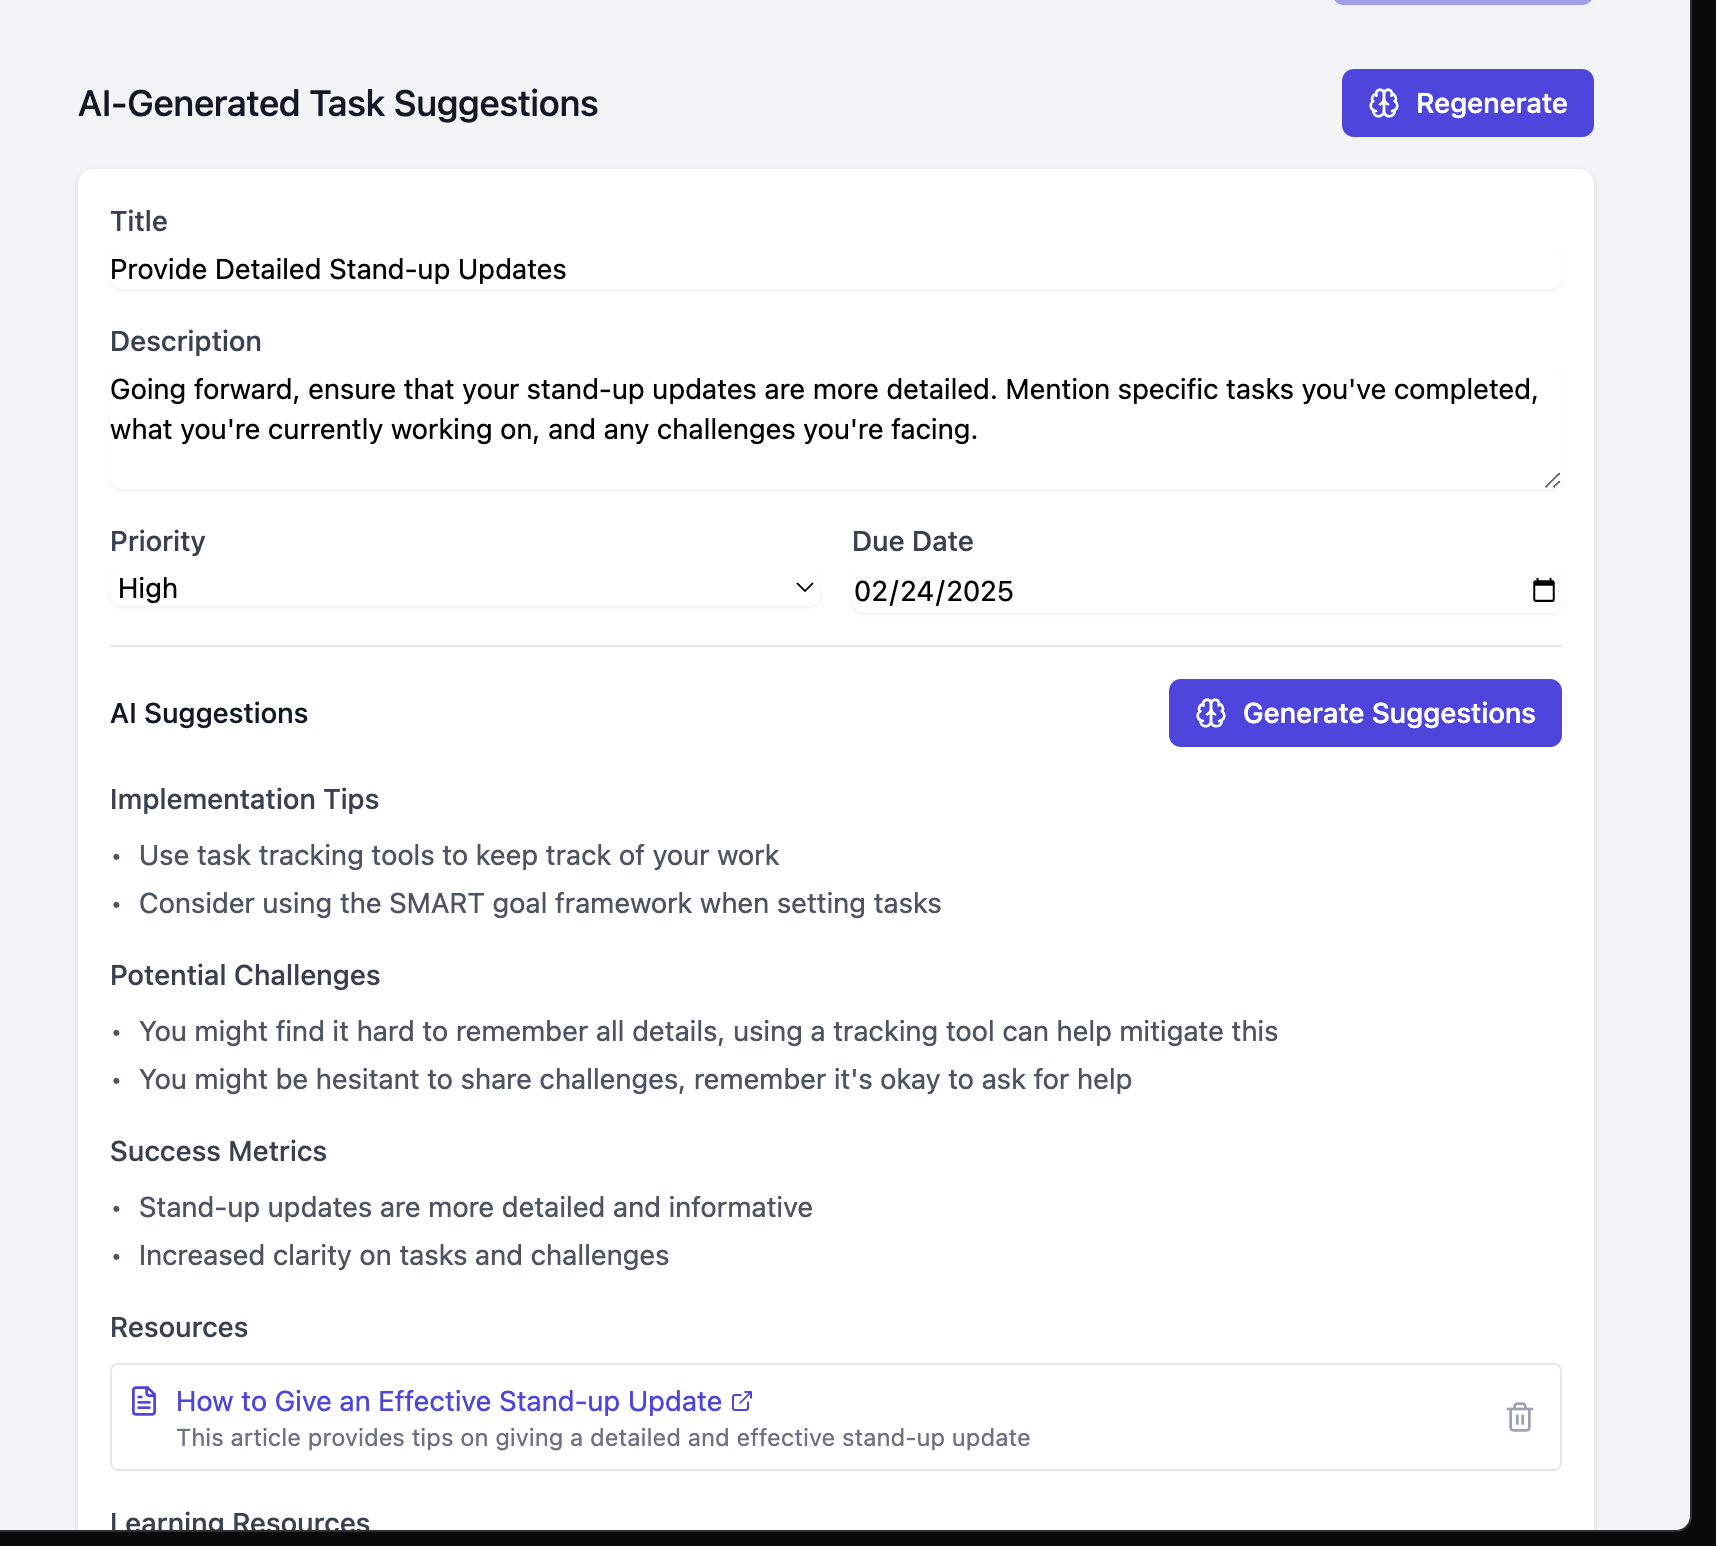 AI-Generated Task Suggestions
Regenerate
Title
Provide Detailed Stand-up Updates
Description
Going forward, ensure that your stand-up updates are more detailed. Mention specific tasks you've completed,
what you're currently working on, and any challenges you're facing.
Priority
Due Date
High
02/24/2025
AI Suggestions
Generate Suggestions
Implementation Tips
• Use task tracking tools to keep track of your work
• Consider using the SMART goal framework when setting tasks
Potential Challenges
• You might find it hard to remember all details, using a tracking tool can help mitigate this
• You might be hesitant to share challenges, remember it's okay to ask for help
Success Metrics
• Stand-up updates are more detailed and informative
• Increased clarity on tasks and challenges
Resources
How to Give an Effective Stand-up Update
This article provides tips on giving a detailed and effective stand-up update
Learning Resources